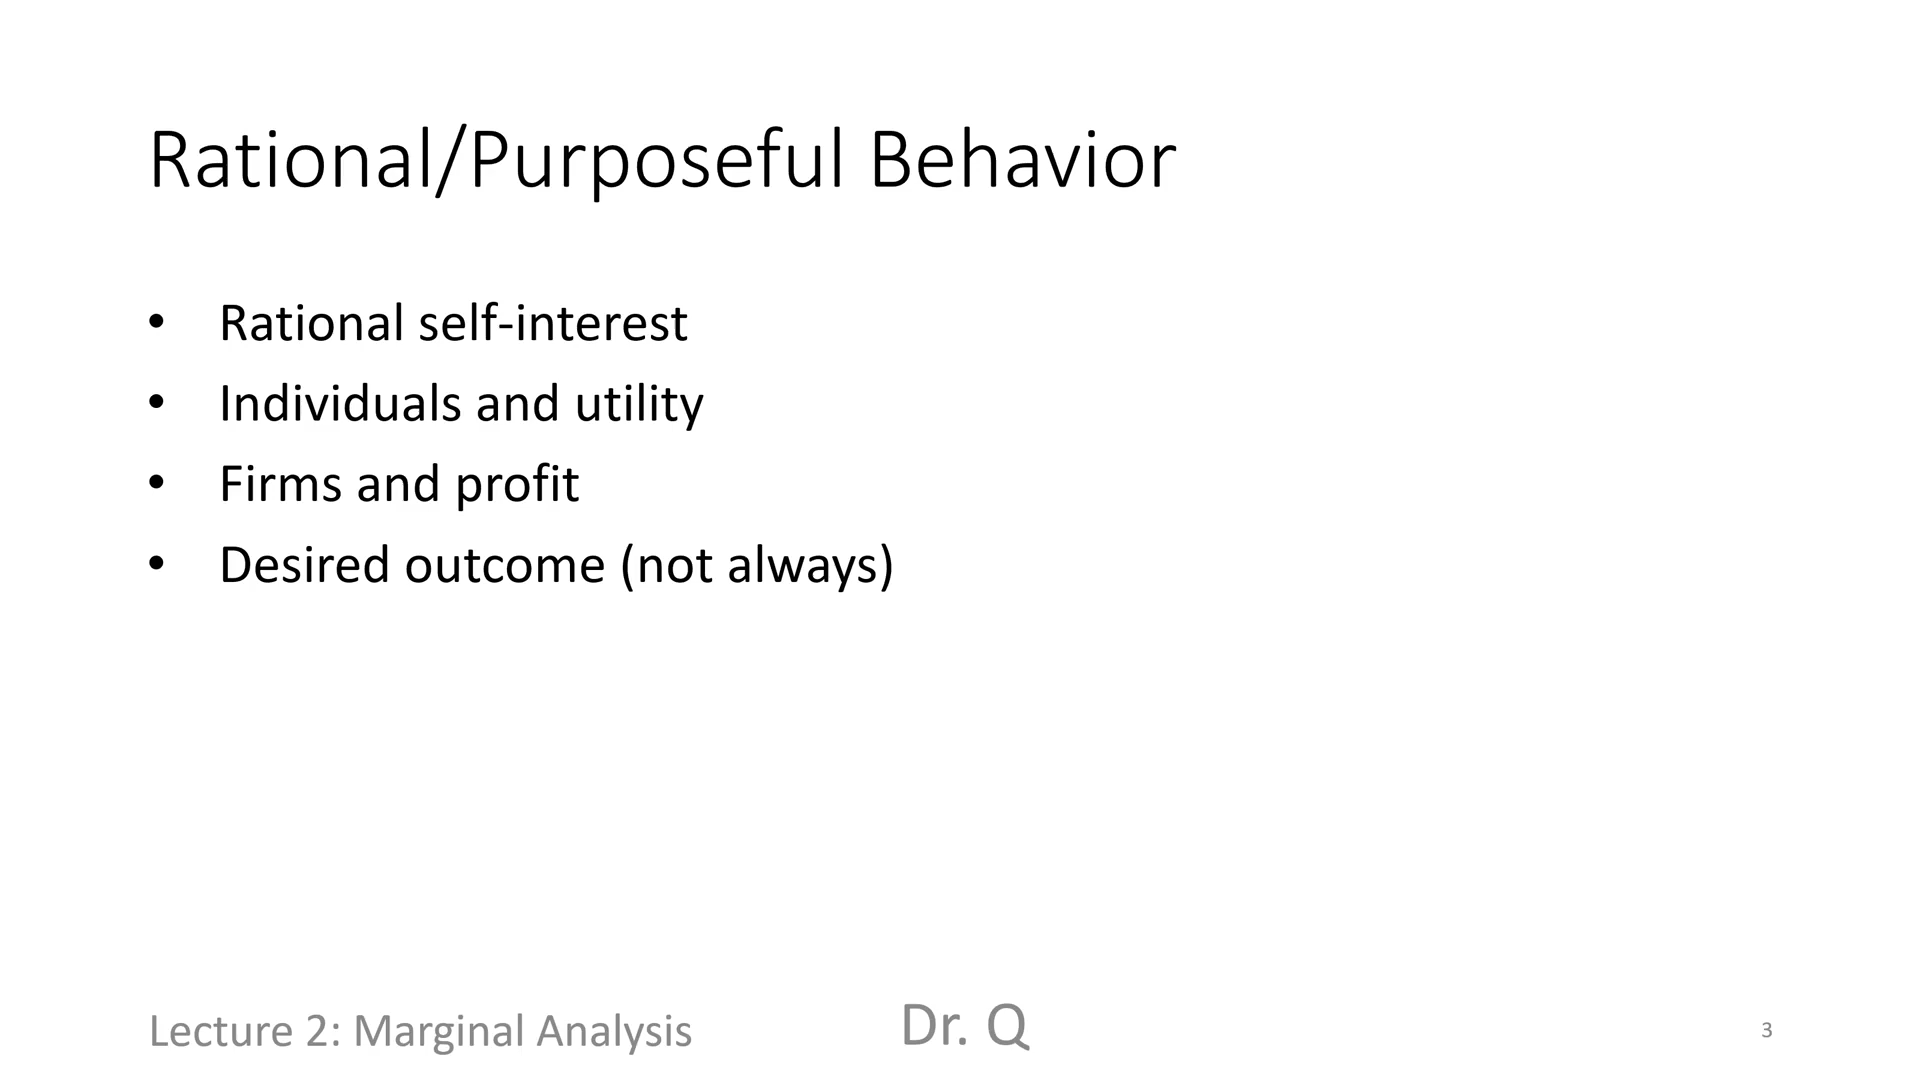 Rational/Purposeful Behavior
• Rational self-interest
• Individuals and utility
• Firms and profit
• Desired outcome (not always)
Lecture 2: Marginal Analysis
Dr. Q
3